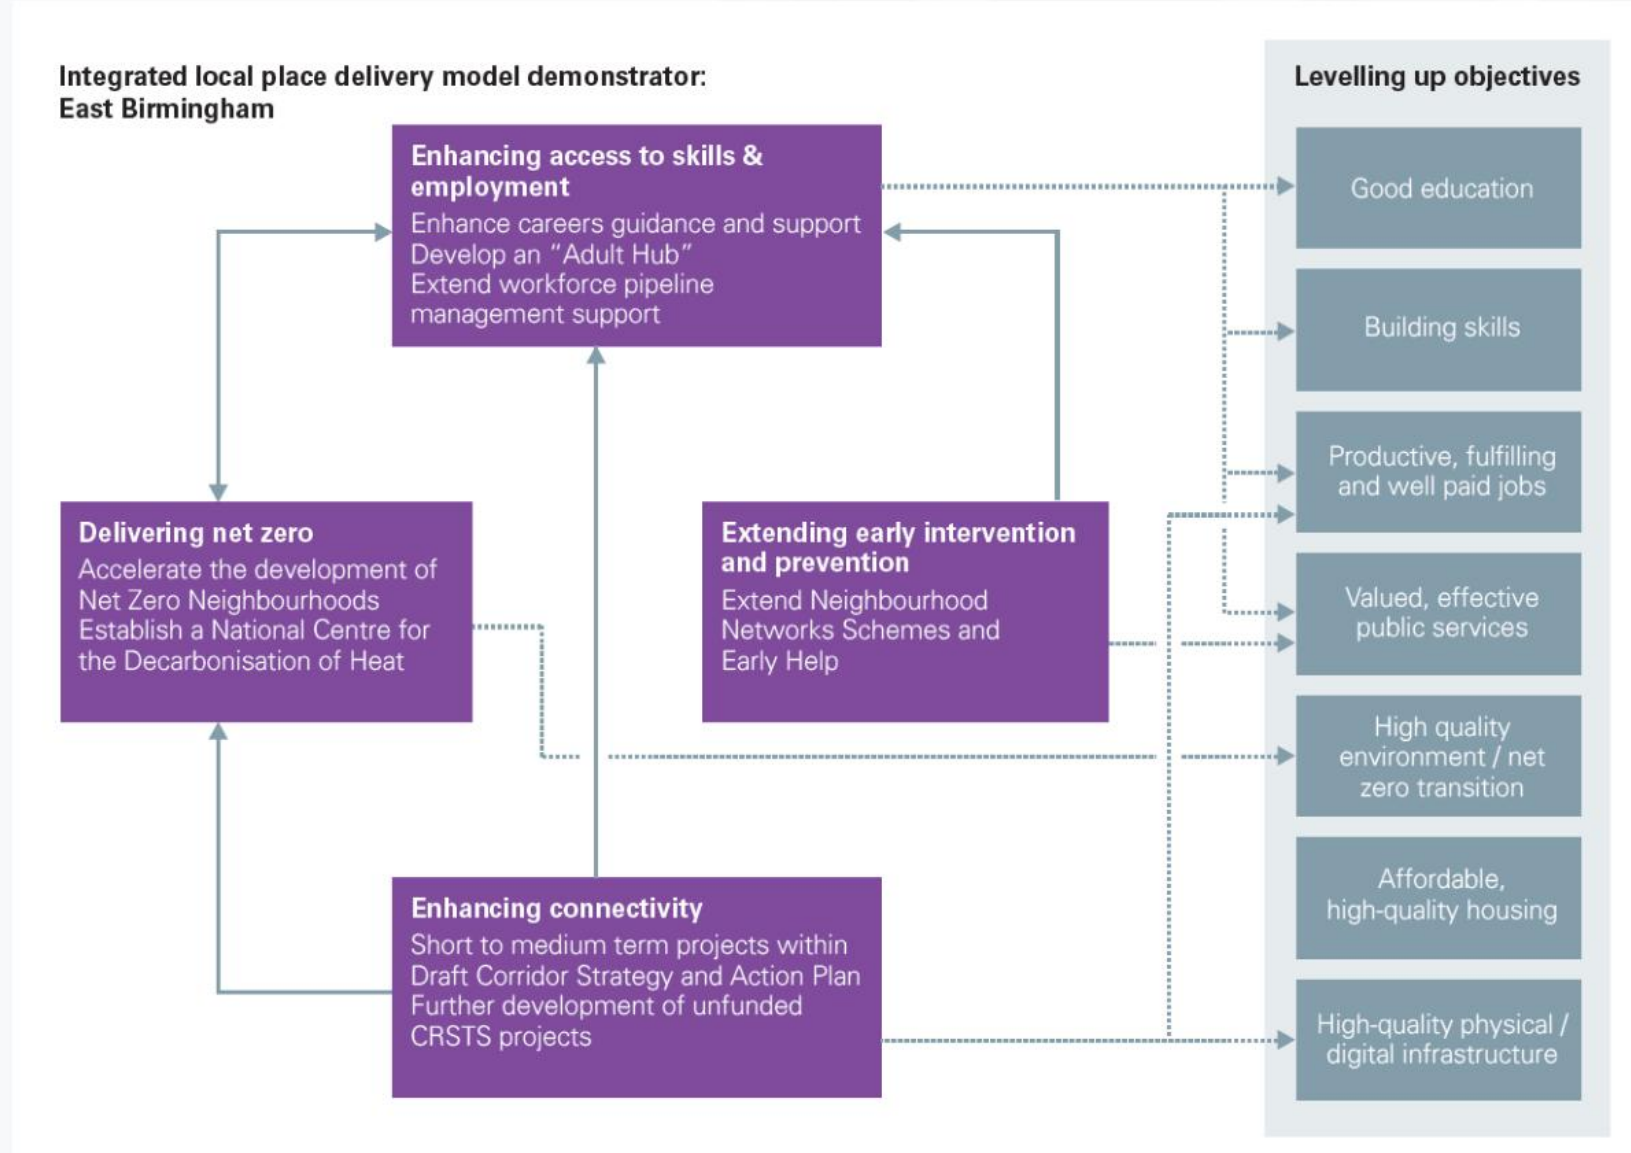 Integrated local place delivery model demonstrator:
East Birmingham
Enhancing access to skills &
employment
Enhance careers guidance and support
Develop an “Adult Hub”
Extend workforce pipeline
management support
Delivering net zero
Accelerate the development of
Net Zero Neighbourhoods
Establish a National Centre for
the Decarbonisation of Heat
Extending early intervention
and prevention
Extend Neighbourhood
Networks Schemes and
Early Help
Enhancing connectivity
Short to medium term projects within
Draft Corridor Strategy and Action Plan
Further development of unfunded
CRSTS projects
Levelling up objectives
Good education
Building skills
Productive, fulfilling
and well paid jobs
Valued, effective
public services
High quality
environment / net
zero transition
Affordable,
high-quality housing
High-quality physical /
digital infrastructure